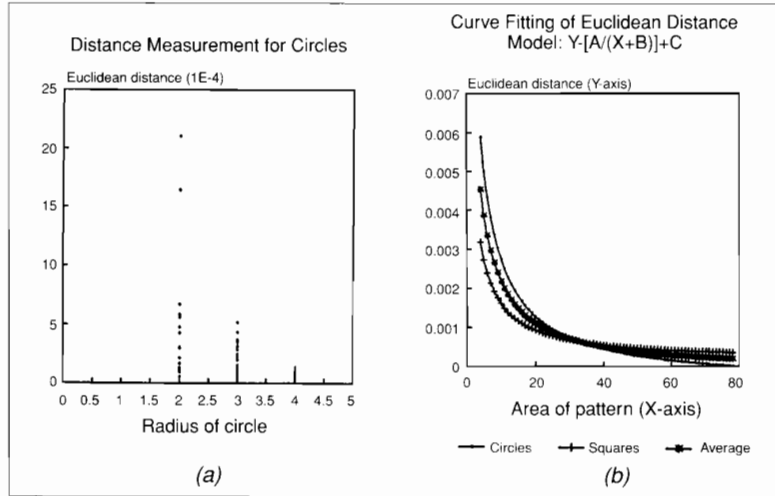 Distance Measurement for Circles
Euclidean distance (1E-4)
25
20
15
10
5
0
0 0.5 1 1.5 2 2.5 3 3.5 4 4.5 5
Radius of circle
(a)
Curve Fitting of Euclidean Distance
Model: Y-[A/(X+B)]+C
Euclidean distance (Y-axis)
0.007
0.006
0.005
0.004
0.003
0.002
0.001
0
0 20 40 60 80
Area of pattern (X-axis)
Circles Squares Average
(b)